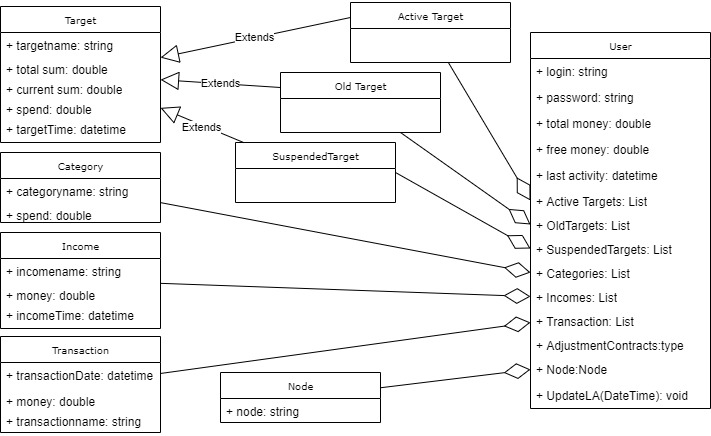 Target
+ targetname: string
+ total sum: double
+ current sum: double
+ spend: double
+ targetTime: datetime
Category
+ categoryname: string
+ spend: double
Income
+ incomename: string
+ money: double
+ incomeTime: datetime
Transaction
+ transactionDate: datetime
+ money: double
+ transactionname: string
Extends
Extends
Extends
Active Target
Old Target
SuspendedTarget
Node
+ node: string
User
+ login: string
+ password: string
+ total money: double
+ free money: double
+ last activity: datetime
+ Active Targets: List
+ OldTargets: List
+ SuspendedTargets: List
+ Categories: List
+ Incomes: List
+ Transaction: List
+ AdjustmentContracts:type
+ Node:Node
+ UpdateLA(DateTime): void